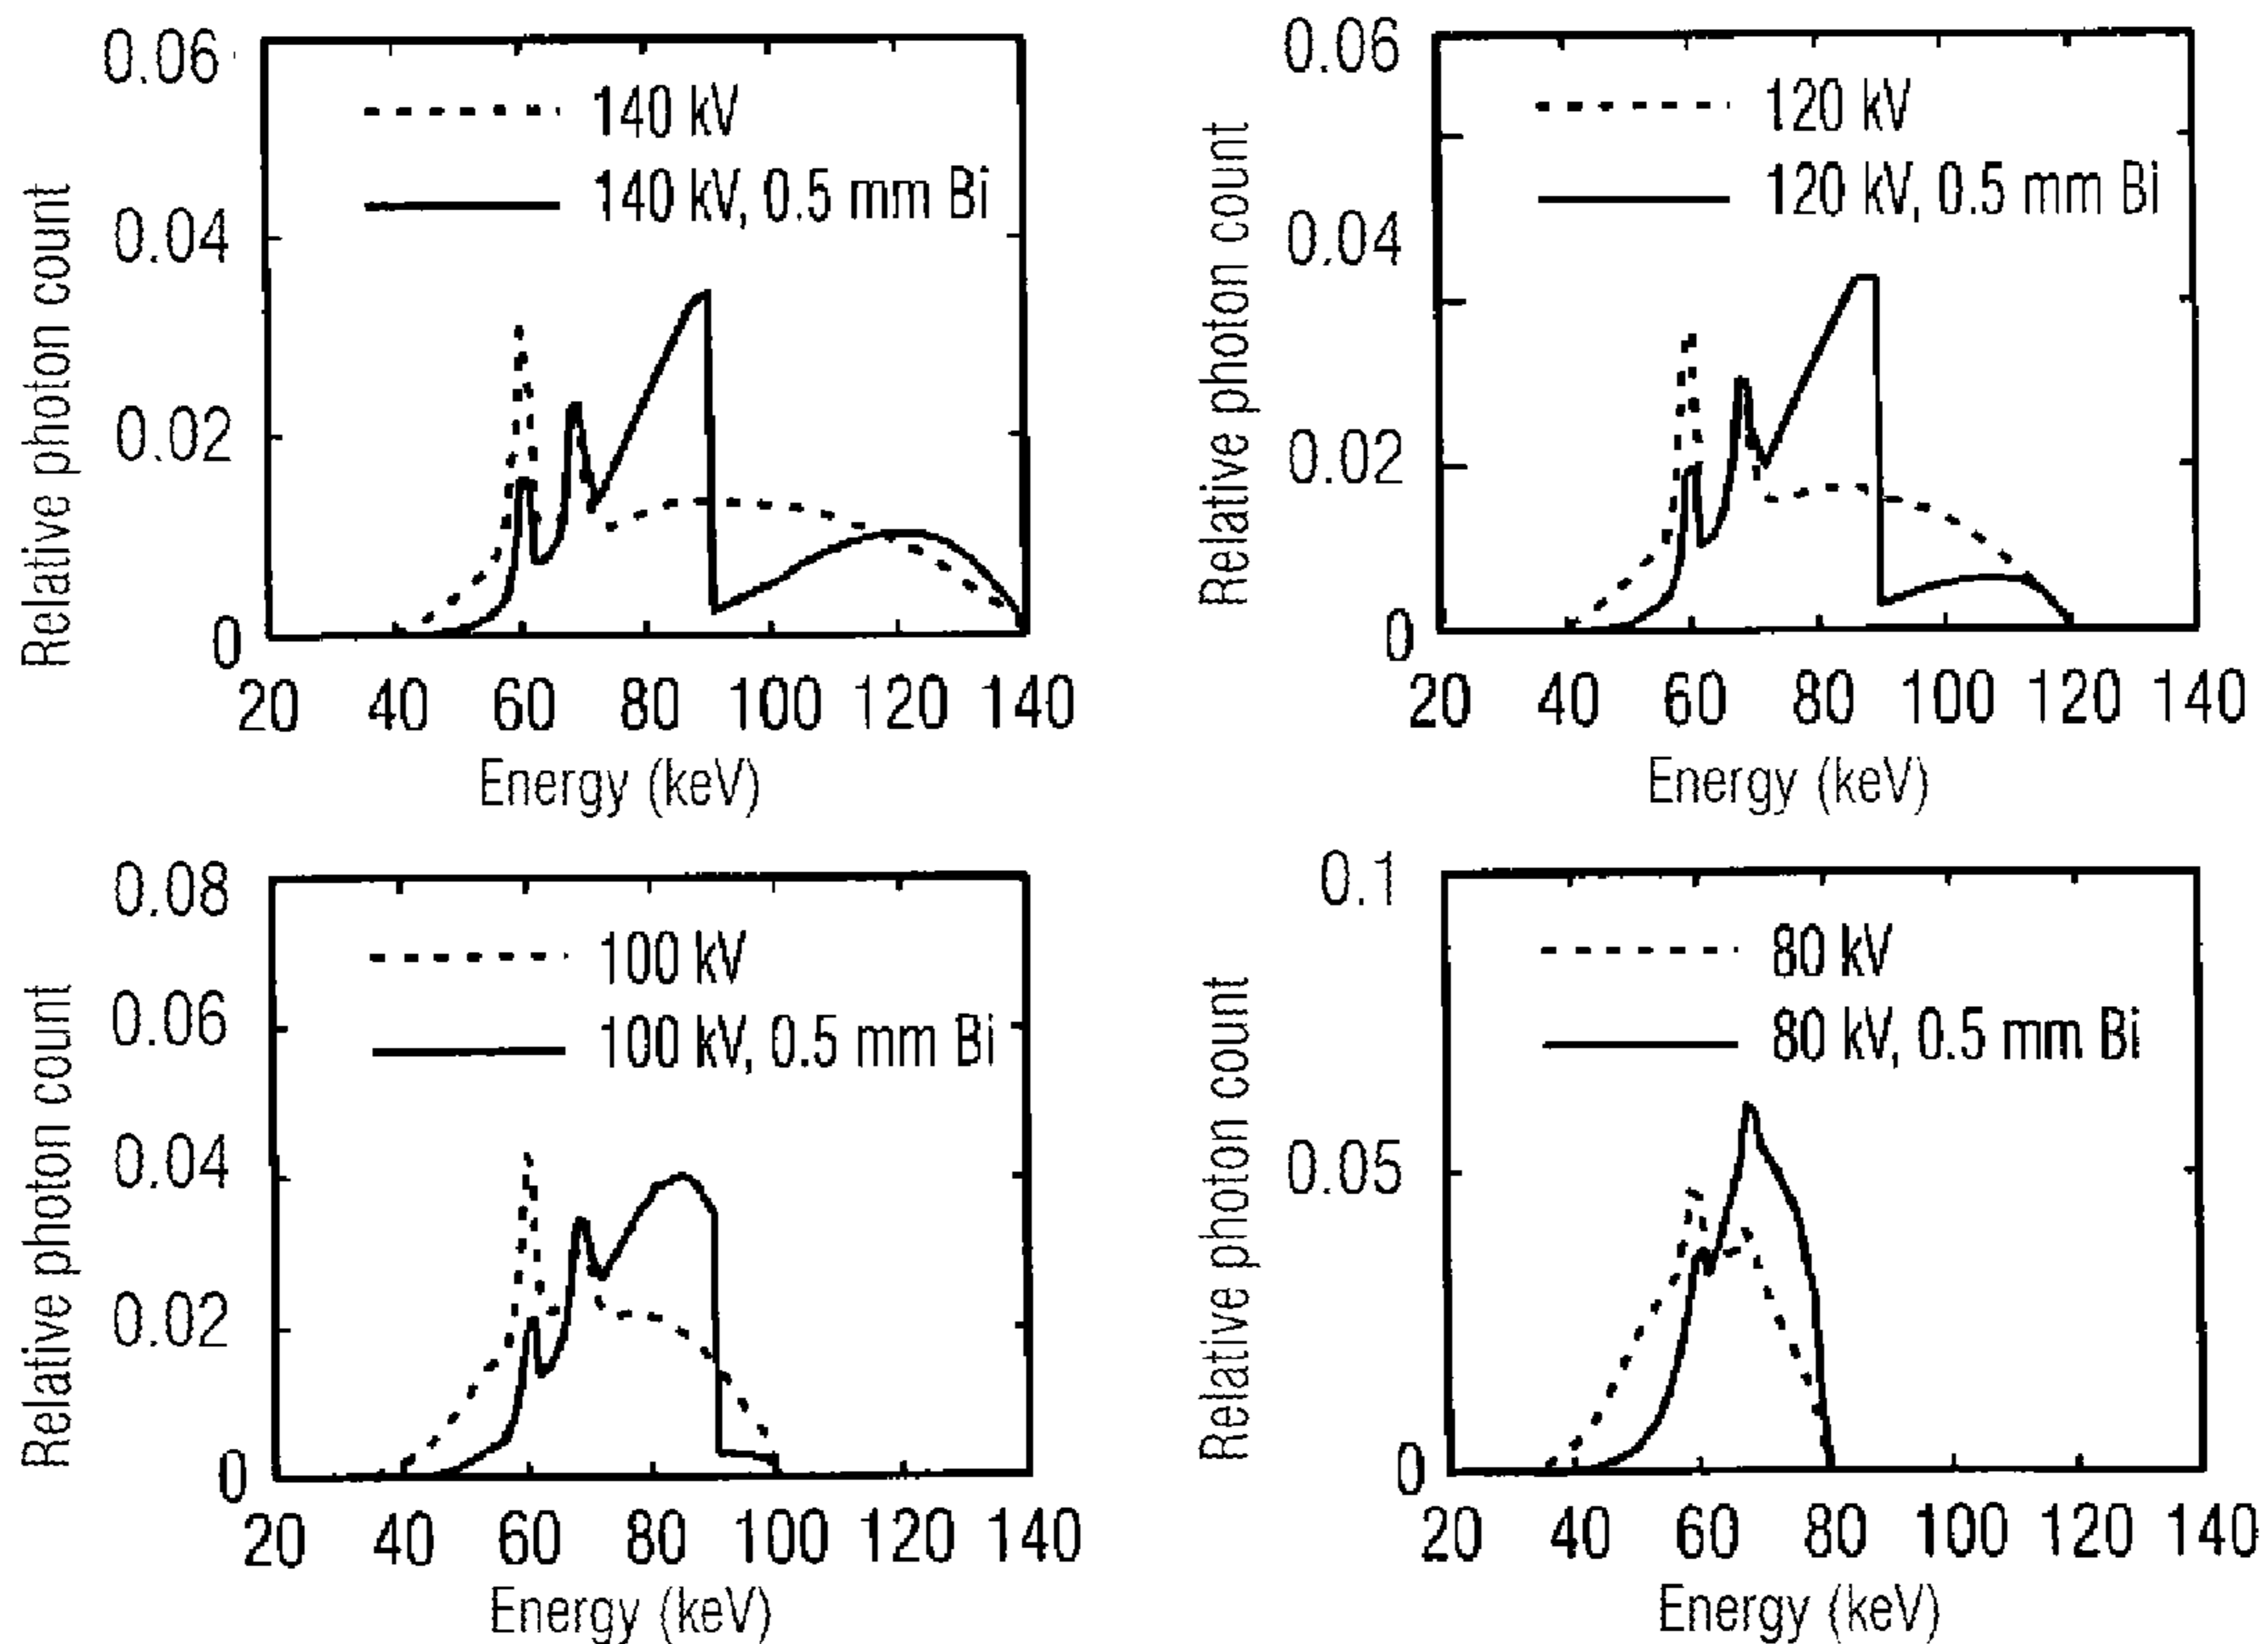 0.06
0.04
0.02
0
Relative photon count
140 kV
140 kV, 0.5 mm Bi
20 40 60 80 100 120 140
Energy (keV)
0.06
0.04
0.02
0
Relative photon count
120 kV
120 kV, 0.5 mm Bi
20 40 60 80 100 120 140
Energy (keV)
0.08
0.06
0.04
0.02
0
Relative photon count
100 kV
100 kV, 0.5 mm Bi
20 40 60 80 100 120 140
Energy (keV)
0.1
0.05
0
Relative photon count
80 kV
80 kV, 0.5 mm Bi
20 40 60 80 100 120 140
Energy (keV)